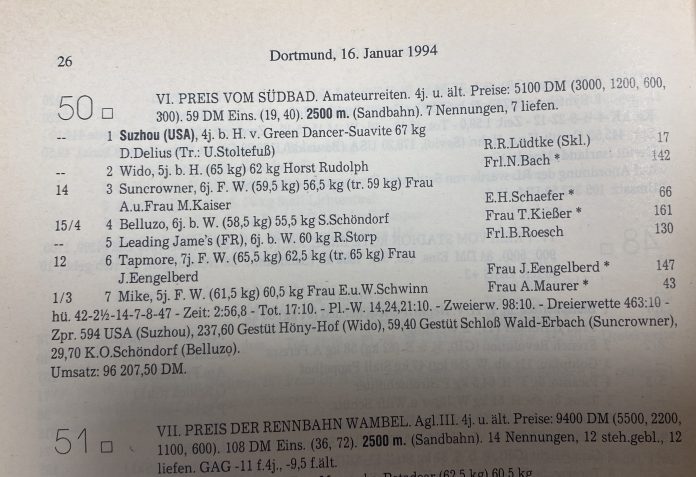 26
Dortmund, 16. Januar 1994
50 □ VI. PREIS VOM SÜDBAD. Amateurreiten. 4j. u. ält. Preise: 5100 DM (3000, 1200, 600,
300). 59 DM Eins. (19, 40). 2500 m. (Sandbahn). 7 Nennungen, 7 liefen.
-- 1 Suzhou (USA), 4j. b. H. v. Green Dancer-Suavite 67 kg
D.Delius (Tr.: U.Stoltefuß) R.R.Lüdtke (Skl.) 17
-- 2 Wido, 5j. b. H. (65 kg) 62 kg Horst Rudolph Frl.N.Bach * 142
14 3 Suncrowner, 6j. F. W. (59,5 kg) 56,5 kg (tr. 59 kg) Frau
A.u.Frau M.Kaiser E.H.Schaefer * 66
15/4 4 Belluzo, 6j. b. W. (58,5 kg) 55,5 kg S.Schöndorf Frau T.Kießer * 161
-- 5 Leading Jame's (FR), 6j. b. W. 60 kg R.Storp Frl.B.Roesch 130
12 6 Tapmore, 7j. F. W. (65,5 kg) 62,5 kg (tr. 65 kg) Frau
J.Eengelberd Frau J.Eengelberd * 147
1/3 7 Mike, 5j. F. W. (61,5 kg) 60,5 kg Frau E.u.W.Schwinn Frau A.Maurer * 43
hü. 42-2½-14-7-8-47 - Zeit: 2:56,8 - Tot. 17:10. - Pl.-W. 14,24,21:10. - Zweierw. 98:10. - Dreierwette 463:10 -
Zpr. 594 USA (Suzhou), 237,60 Gestüt Höny-Hof (Wido), 59,40 Gestüt Schloß Wald-Erbach (Suncrowner),
29,70 K.O.Schöndorf (Belluzo).
Umsatz: 96 207,50 DM.
51 □ VII. PREIS DER RENNBAHN WAMBEL. Agl.III. 4j. u. ält. Preise: 9400 DM (5500, 2200,
1100, 600). 108 DM Eins. (36, 72). 2500 m. (Sandbahn). 14 Nennungen, 12 steh.gebl., 12
liefen. GAG -11 f.4j., -9,5 f.ält.
(62,5 kg) 60,5 kg